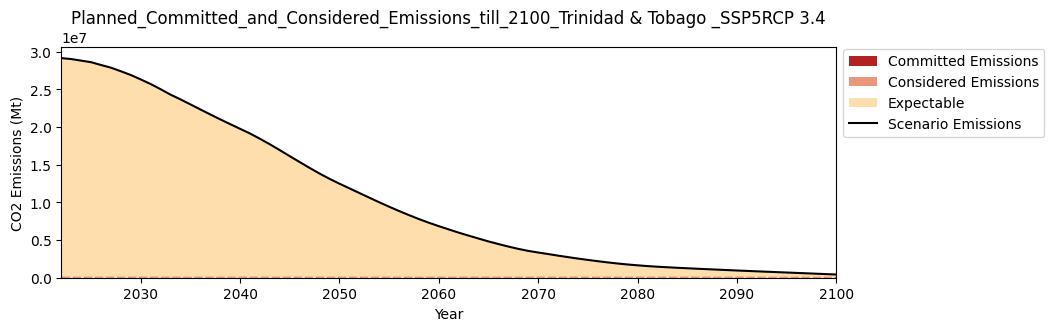 Planned_Committed_and_Considered_Emissions_till_2100_Trinidad & Tobago _SSP5RCP 3.4
1e7
3.0
2.5
2.0
1.5
1.0
0.5
0.0
CO2 Emissions (Mt)
2030 2040 2050 2060 2070 2080 2090 2100
Year
Committed Emissions
Considered Emissions
Expectable
Scenario Emissions